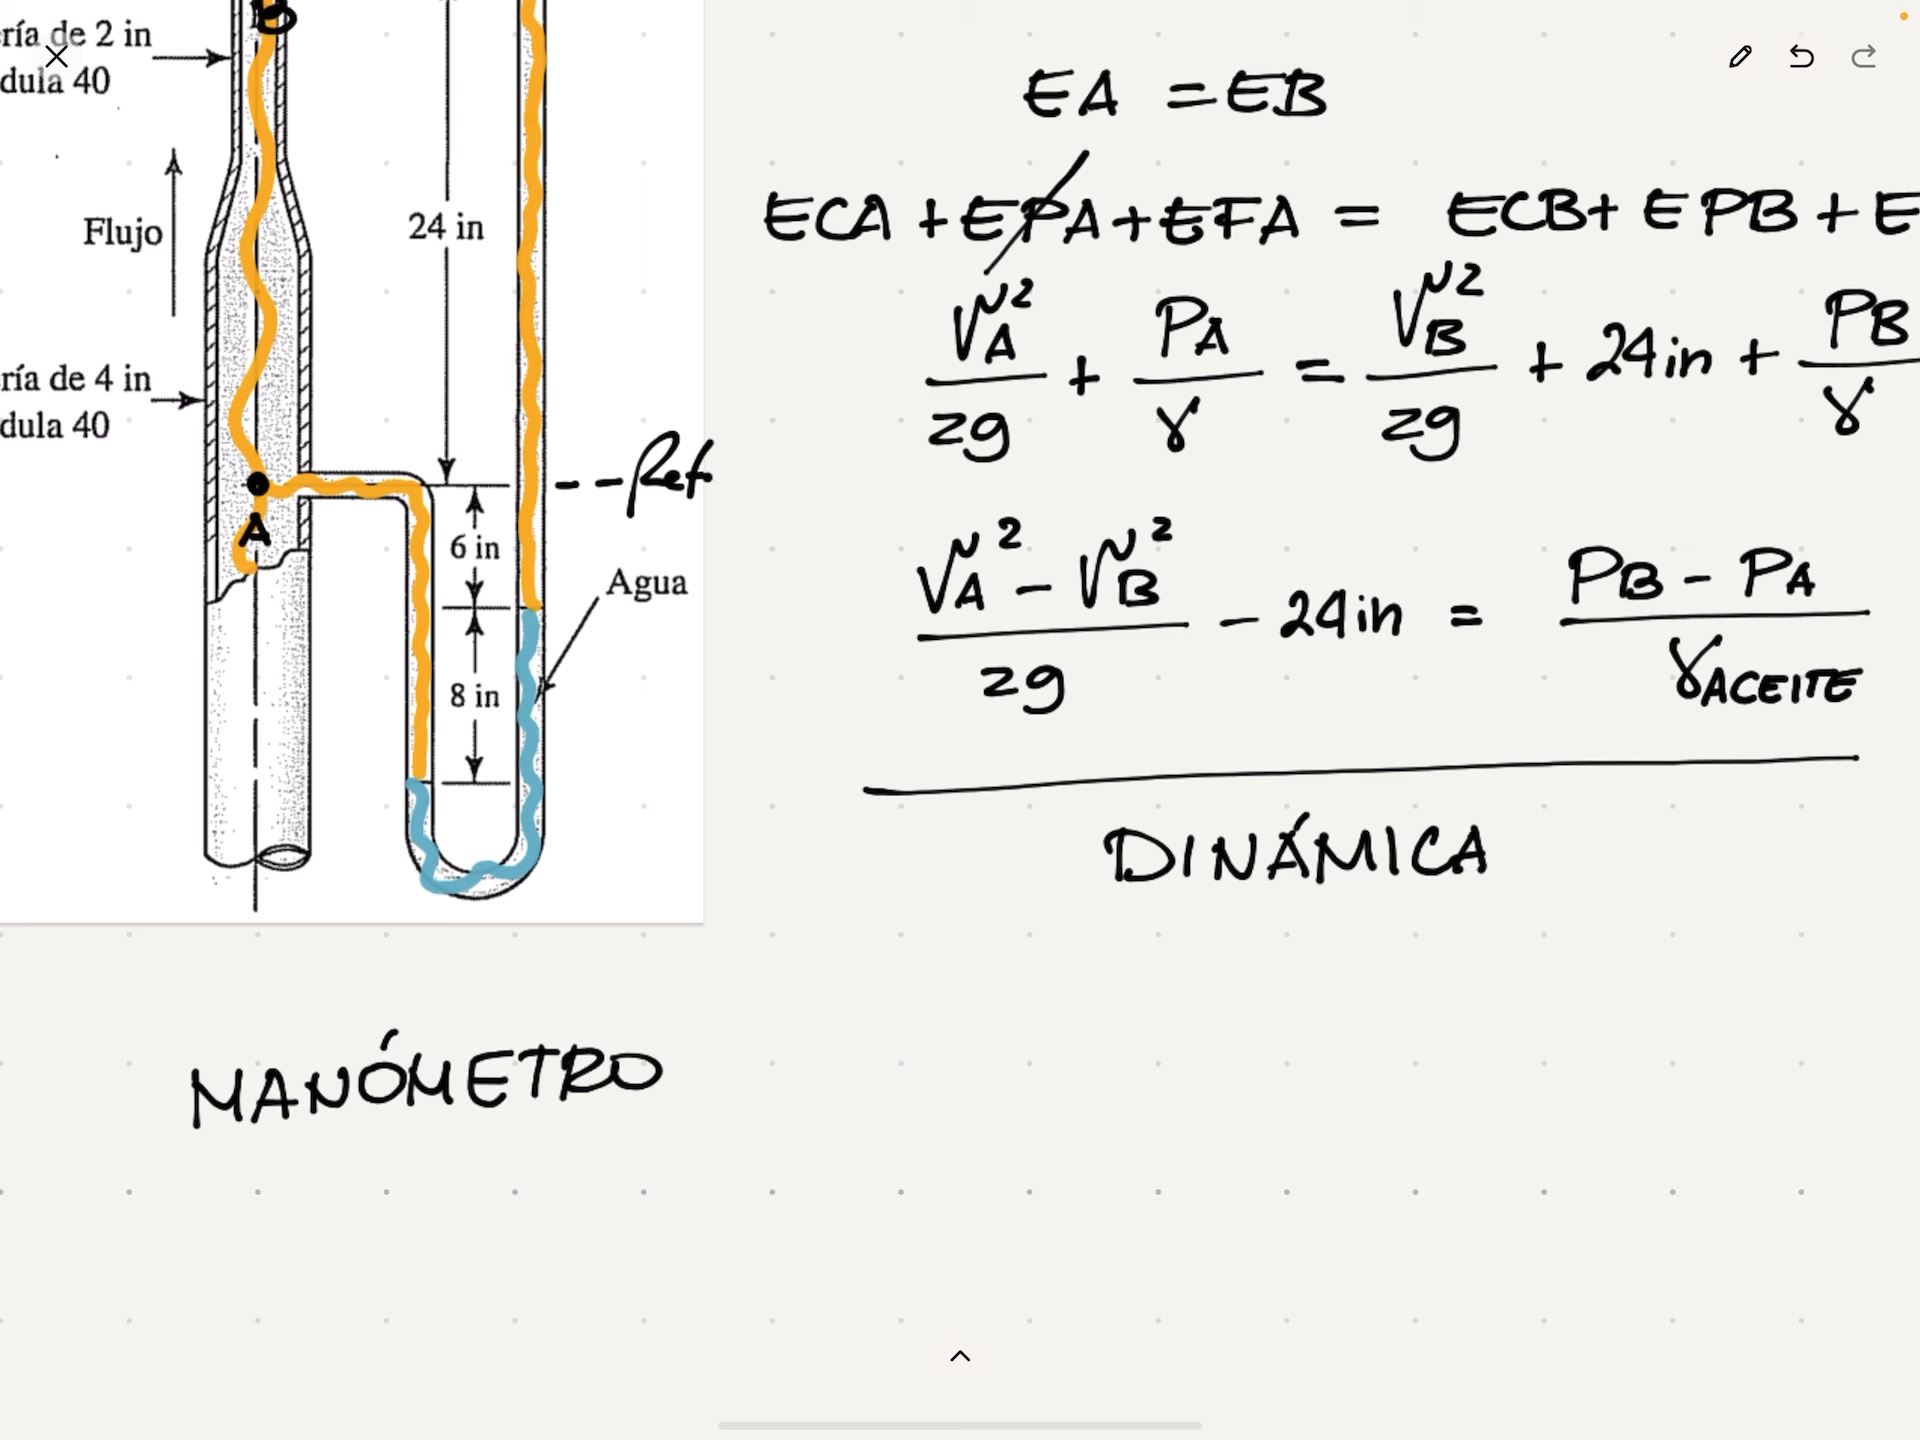 B
ría de 2 in
dula 40
24 in
Flujo
ría de 4 in
dula 40
A
6 in
8 in
Agua
--Ref
EA = EB
ECA + EPA + EFA = ECB + EPB + E
VA²/2g + PA/γ = VB²/2g + 24in + PB/γ
VA² - VB²/2g - 24in = PB - PA/γACEITE
DINÁMICA
MANÓMETRO